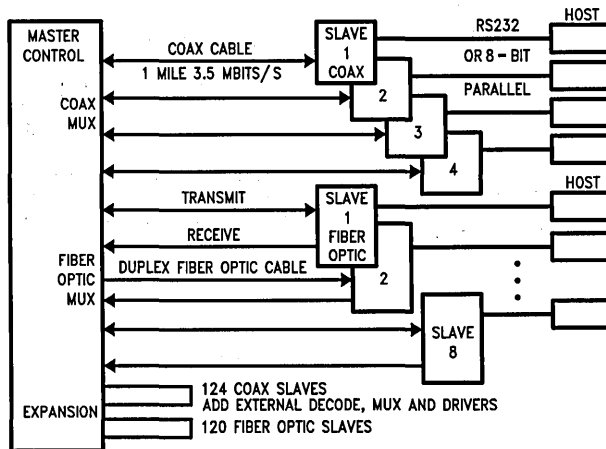 MASTER
CONTROL
COAX CABLE
1 MILE 3.5 MBITS/S
SLAVE
1
COAX
RS232
HOST
OR 8-BIT
2
PARALLEL
COAX
MUX
3
4
TRANSMIT
SLAVE
1
FIBER
OPTIC
HOST
RECEIVE
FIBER
OPTIC
MUX
DUPLEX FIBER OPTIC CABLE
2
SLAVE
8
EXPANSION
124 COAX SLAVES
ADD EXTERNAL DECODE, MUX AND DRIVERS
120 FIBER OPTIC SLAVES